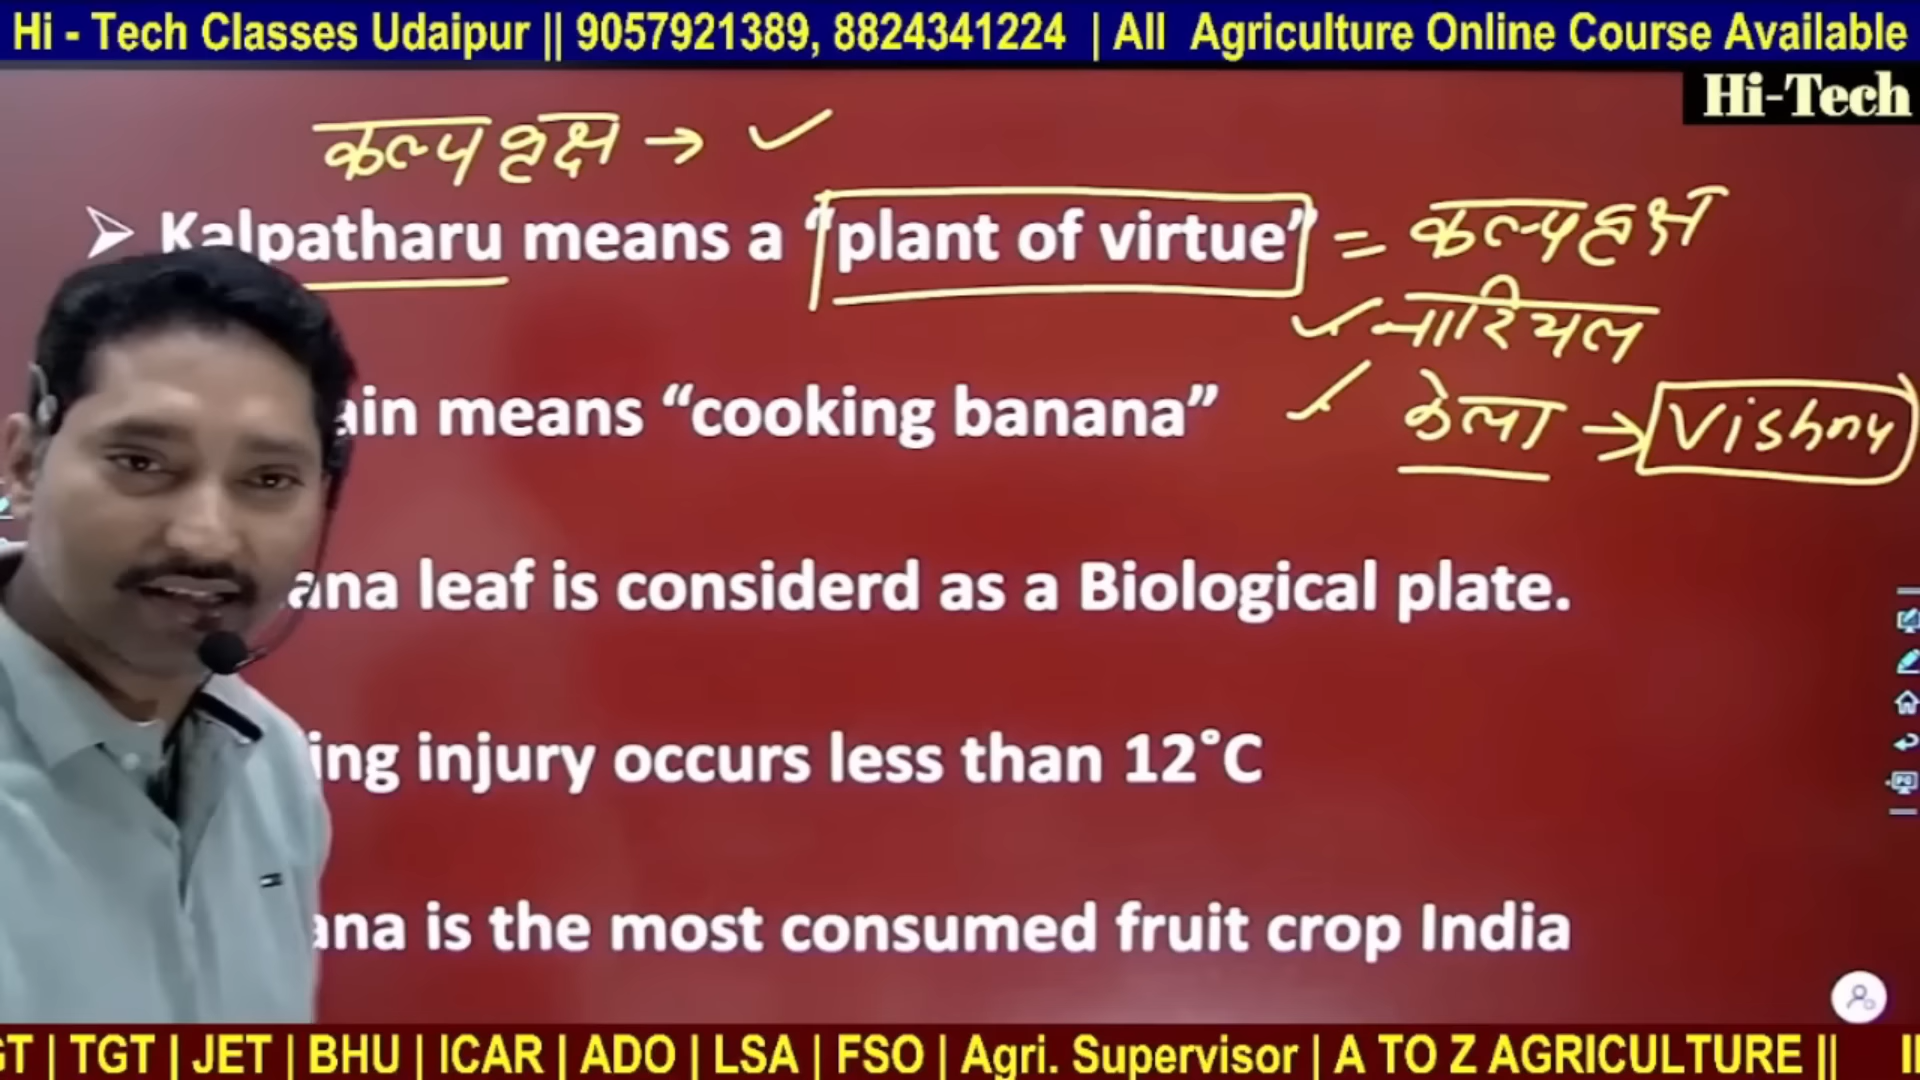 Hi - Tech Classes Udaipur || 9057921389, 8824341224 | All Agriculture Online Course Available
Hi-Tech
कल्पवृक्ष → ✓
➢ Kalpatharu means a “plant of virtue” = कल्पवृक्ष
✓ नारियल
ain means “cooking banana”
✓ केला → Vishnu
ana leaf is considerd as a Biological plate.
ing injury occurs less than 12°C
ana is the most consumed fruit crop India
GT | TGT | JET | BHU | ICAR | ADO | LSA | FSO | Agri. Supervisor | A TO Z AGRICULTURE ||